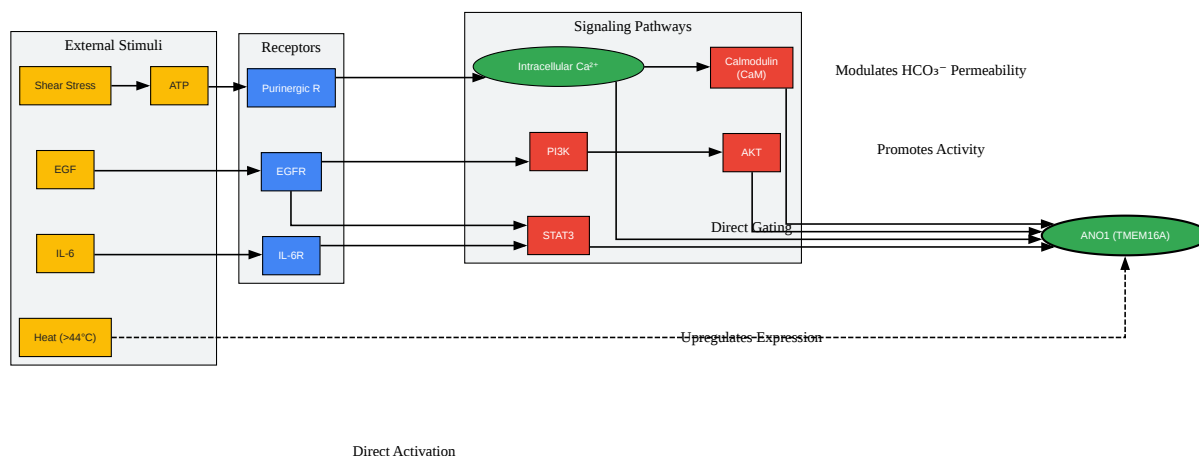 External Stimuli
Shear Stress
ATP
EGF
IL-6
Heat (>44°C)
Receptors
Purinergic R
EGFR
IL-6R
Signaling Pathways
Intracellular Ca²⁺
Calmodulin
(CaM)
PI3K
AKT
STAT3
Direct Gating
Modulates HCO₃⁻ Permeability
Promotes Activity
ANO1 (TMEM16A)
Upregulates Expression
Direct Activation